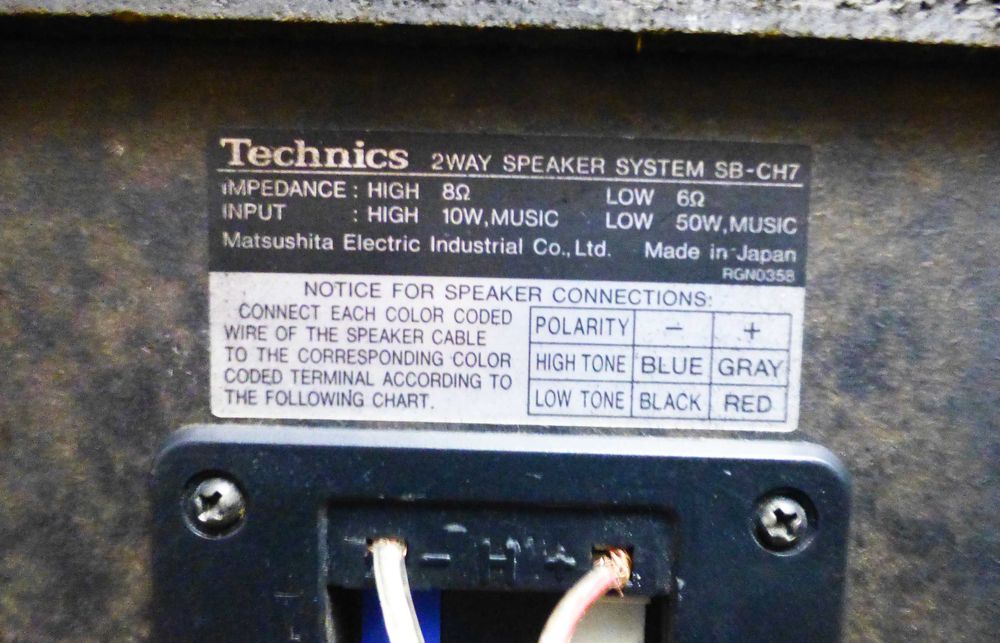 Technics 2WAY SPEAKER SYSTEM SB-CH7
IMPEDANCE : HIGH 8Ω LOW 6Ω
INPUT : HIGH 10W,MUSIC LOW 50W,MUSIC
Matsushita Electric Industrial Co., Ltd. Made in Japan
RGN0358
NOTICE FOR SPEAKER CONNECTIONS:
CONNECT EACH COLOR CODED
WIRE OF THE SPEAKER CABLE
TO THE CORRESPONDING COLOR
CODED TERMINAL ACCORDING TO
THE FOLLOWING CHART.
POLARITY − +
HIGH TONE BLUE GRAY
LOW TONE BLACK RED
− H +